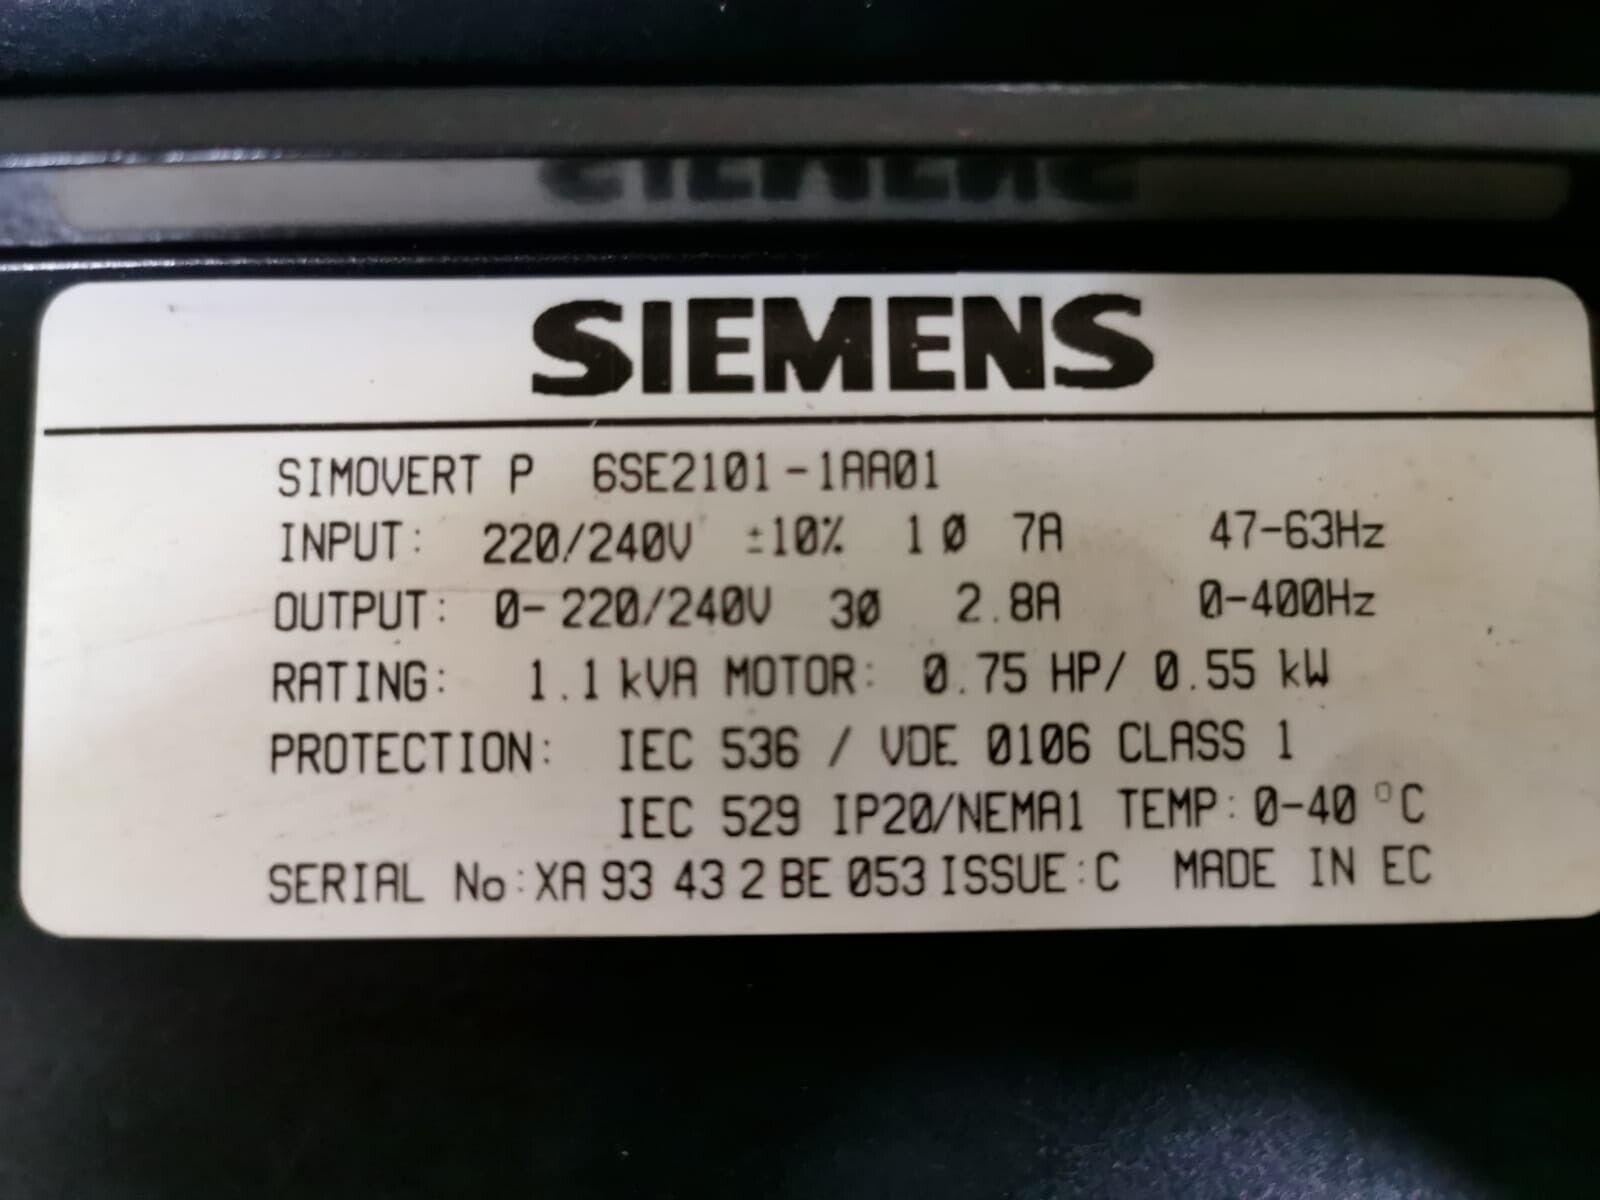 SIEMENS
SIEMENS
SIMOVERT P 6SE2101-1AA01
INPUT: 220/240V ±10% 1Ø 7A 47-63Hz
OUTPUT: 0-220/240V 3Ø 2.8A 0-400Hz
RATING: 1.1 kVA MOTOR: 0.75 HP/ 0.55 kW
PROTECTION: IEC 536 / VDE 0106 CLASS 1
IEC 529 IP20/NEMA1 TEMP: 0-40 °C
SERIAL No: XA 93 43 2 BE 053 ISSUE: C MADE IN EC